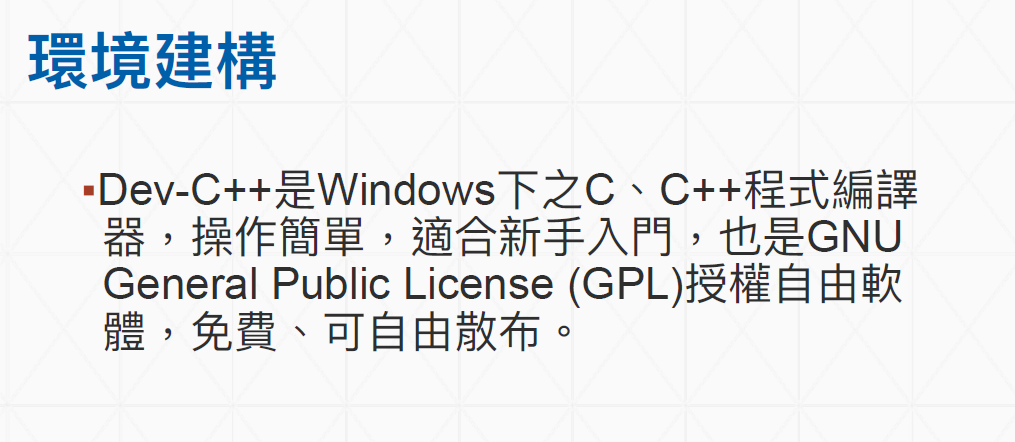 環境建構
▪Dev-C++是Windows下之C、C++程式編譯
器，操作簡單，適合新手入門，也是GNU
General Public License (GPL)授權自由軟
體，免費、可自由散布。